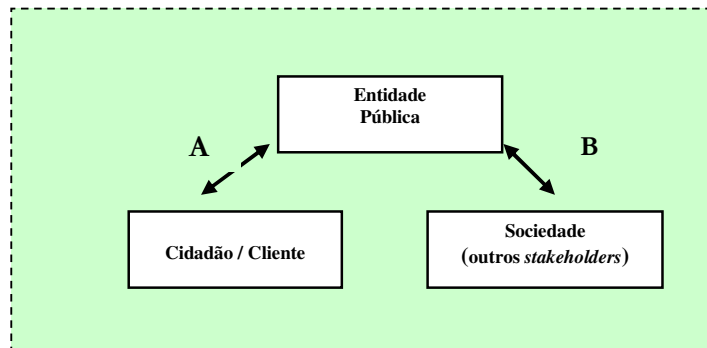 Entidade
Pública
A
B
Cidadão / Cliente
Sociedade
(outros stakeholders)